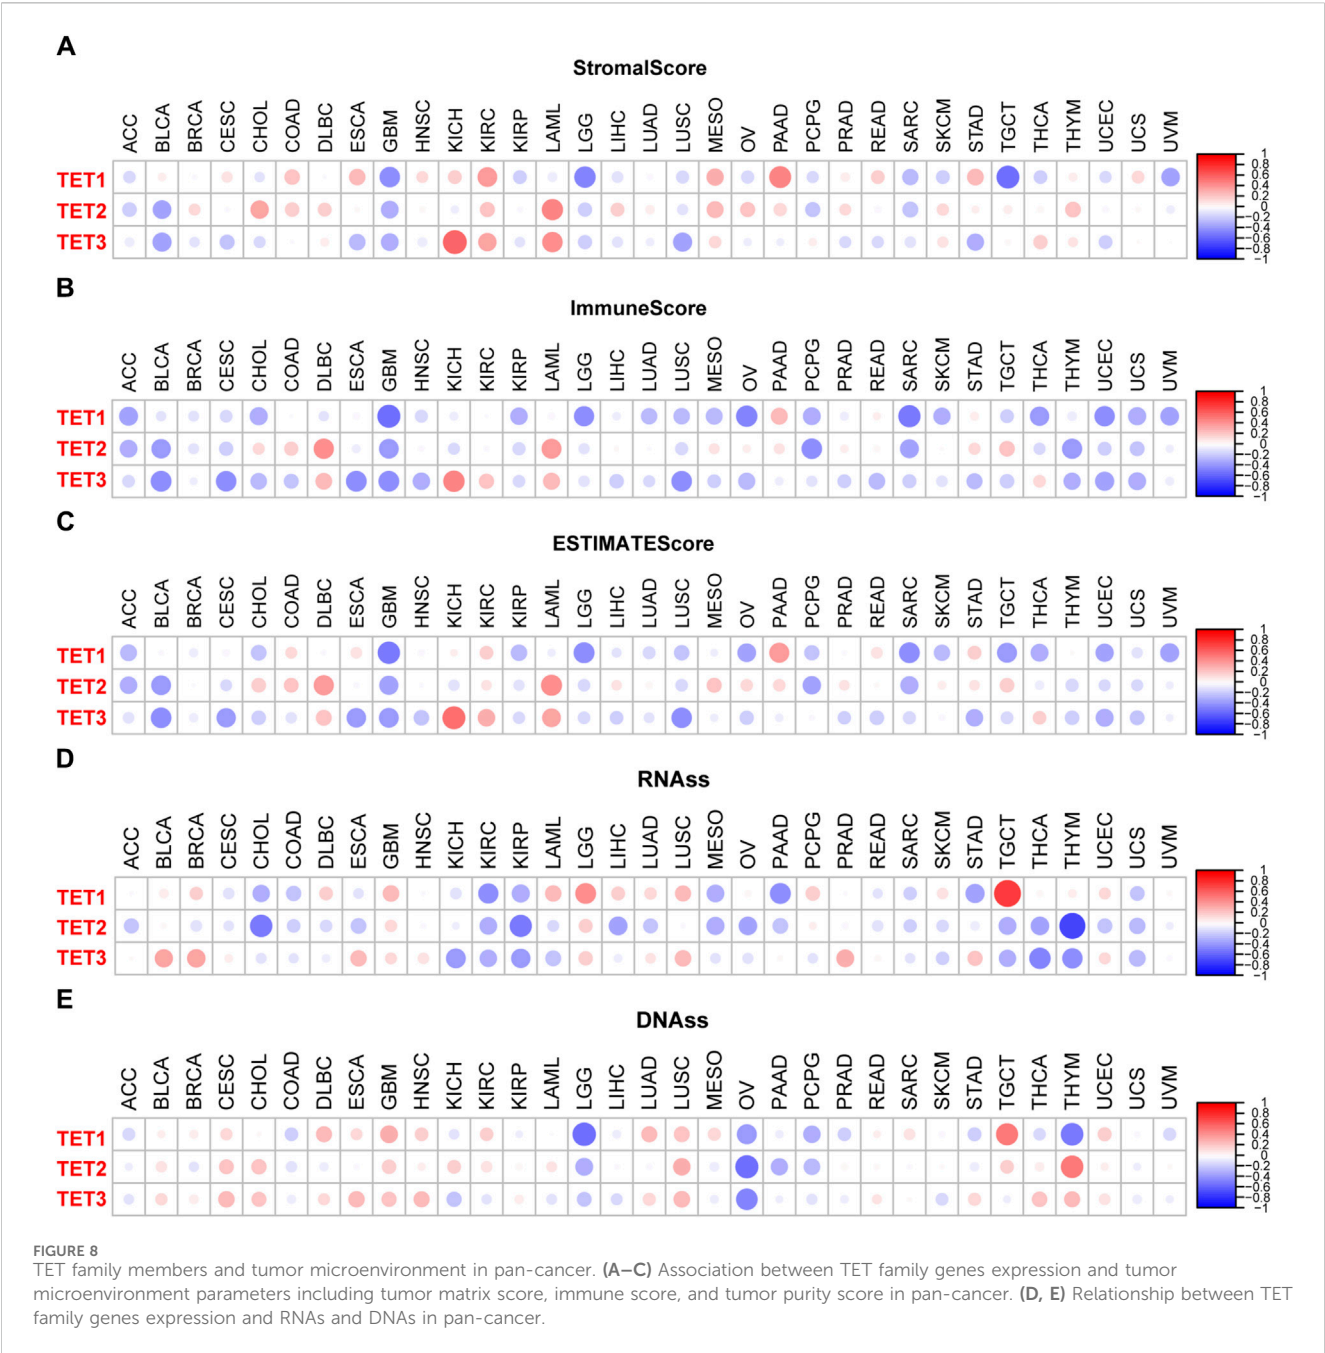 A
StromalScore
ACC BLCA BRCA CESC CHOL COAD DLBC ESCA GBM HNSC KICH KIRC KIRP LAML LGG LIHC LUAD LUSC MESO OV PAAD PCPG PRAD READ SARC SKCM STAD TGCT THCA THYM UCEC UCS UVM
TET1
TET2
TET3
1
0.8
0.6
0.4
0.2
0
-0.2
-0.4
-0.6
-0.8
-1
B
ImmuneScore
ACC BLCA BRCA CESC CHOL COAD DLBC ESCA GBM HNSC KICH KIRC KIRP LAML LGG LIHC LUAD LUSC MESO OV PAAD PCPG PRAD READ SARC SKCM STAD TGCT THCA THYM UCEC UCS UVM
TET1
TET2
TET3
1
0.8
0.6
0.4
0.2
0
-0.2
-0.4
-0.6
-0.8
-1
C
ESTIMATEScore
ACC BLCA BRCA CESC CHOL COAD DLBC ESCA GBM HNSC KICH KIRC KIRP LAML LGG LIHC LUAD LUSC MESO OV PAAD PCPG PRAD READ SARC SKCM STAD TGCT THCA THYM UCEC UCS UVM
TET1
TET2
TET3
1
0.8
0.6
0.4
0.2
0
-0.2
-0.4
-0.6
-0.8
-1
D
RNAss
ACC BLCA BRCA CESC CHOL COAD DLBC ESCA GBM HNSC KICH KIRC KIRP LAML LGG LIHC LUAD LUSC MESO OV PAAD PCPG PRAD READ SARC SKCM STAD TGCT THCA THYM UCEC UCS UVM
TET1
TET2
TET3
1
0.8
0.6
0.4
0.2
0
-0.2
-0.4
-0.6
-0.8
-1
E
DNAss
ACC BLCA BRCA CESC CHOL COAD DLBC ESCA GBM HNSC KICH KIRC KIRP LAML LGG LIHC LUAD LUSC MESO OV PAAD PCPG PRAD READ SARC SKCM STAD TGCT THCA THYM UCEC UCS UVM
TET1
TET2
TET3
1
0.8
0.6
0.4
0.2
0
-0.2
-0.4
-0.6
-0.8
-1
FIGURE 8
TET family members and tumor microenvironment in pan-cancer. (A–C) Association between TET family genes expression and tumor
microenvironment parameters including tumor matrix score, immune score, and tumor purity score in pan-cancer. (D, E) Relationship between TET
family genes expression and RNAs and DNAs in pan-cancer.